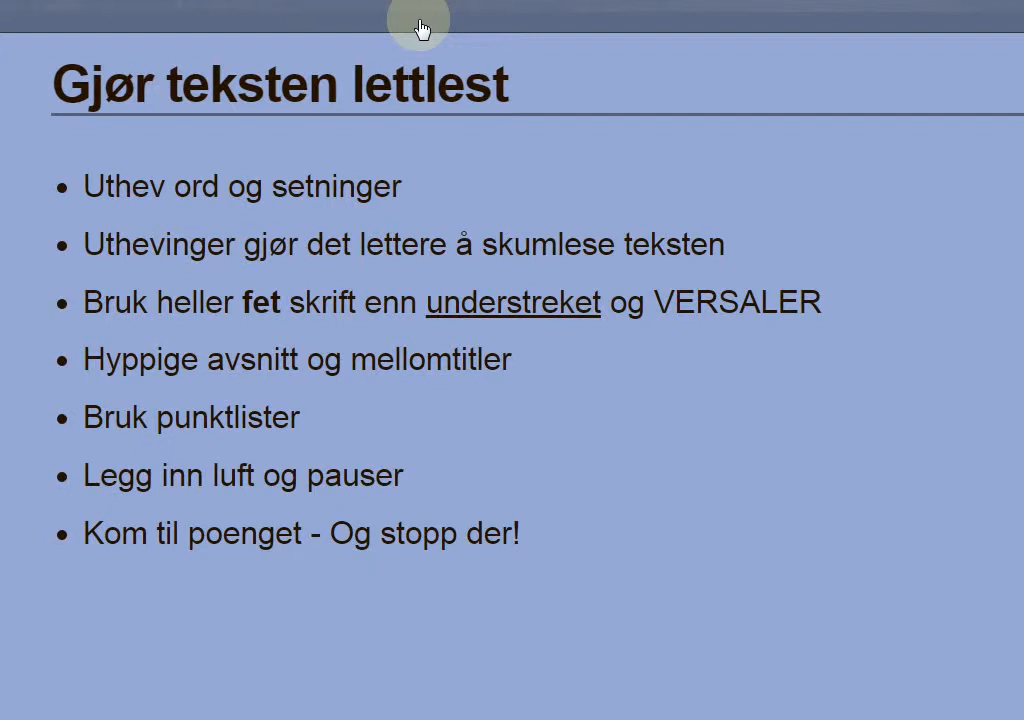 Gjør teksten lettlest
Uthev ord og setninger
Uthevinger gjør det lettere å skumlese teksten
Bruk heller fet skrift enn understreket og VERSALER
Hyppige avsnitt og mellomtitler
Bruk punktlister
Legg inn luft og pauser
Kom til poenget - Og stopp der!